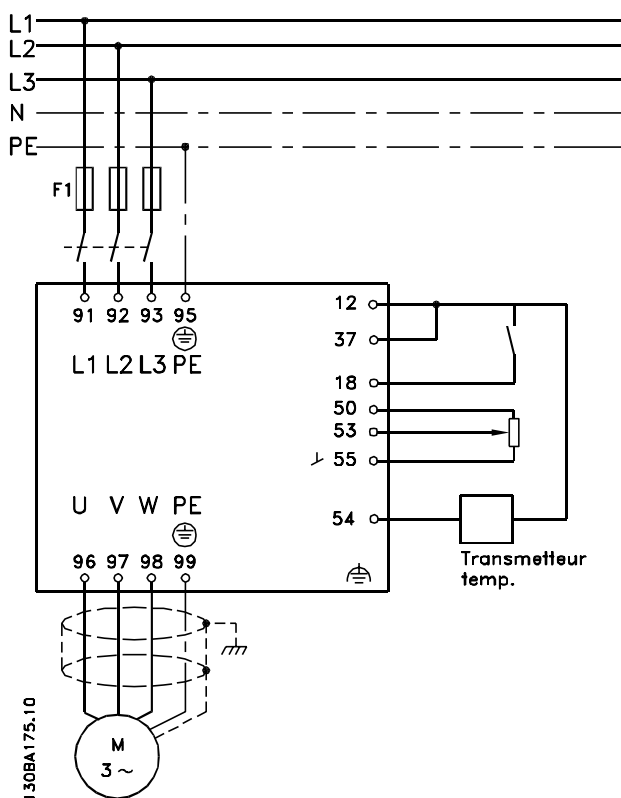 L1
L2
L3
N
PE
F1
91 92 93 95
L1 L2 L3 PE
12
37
18
50
53
55
54
U V W PE
96 97 98 99
Transmetteur
temp.
M
3 ~
130BA175.10